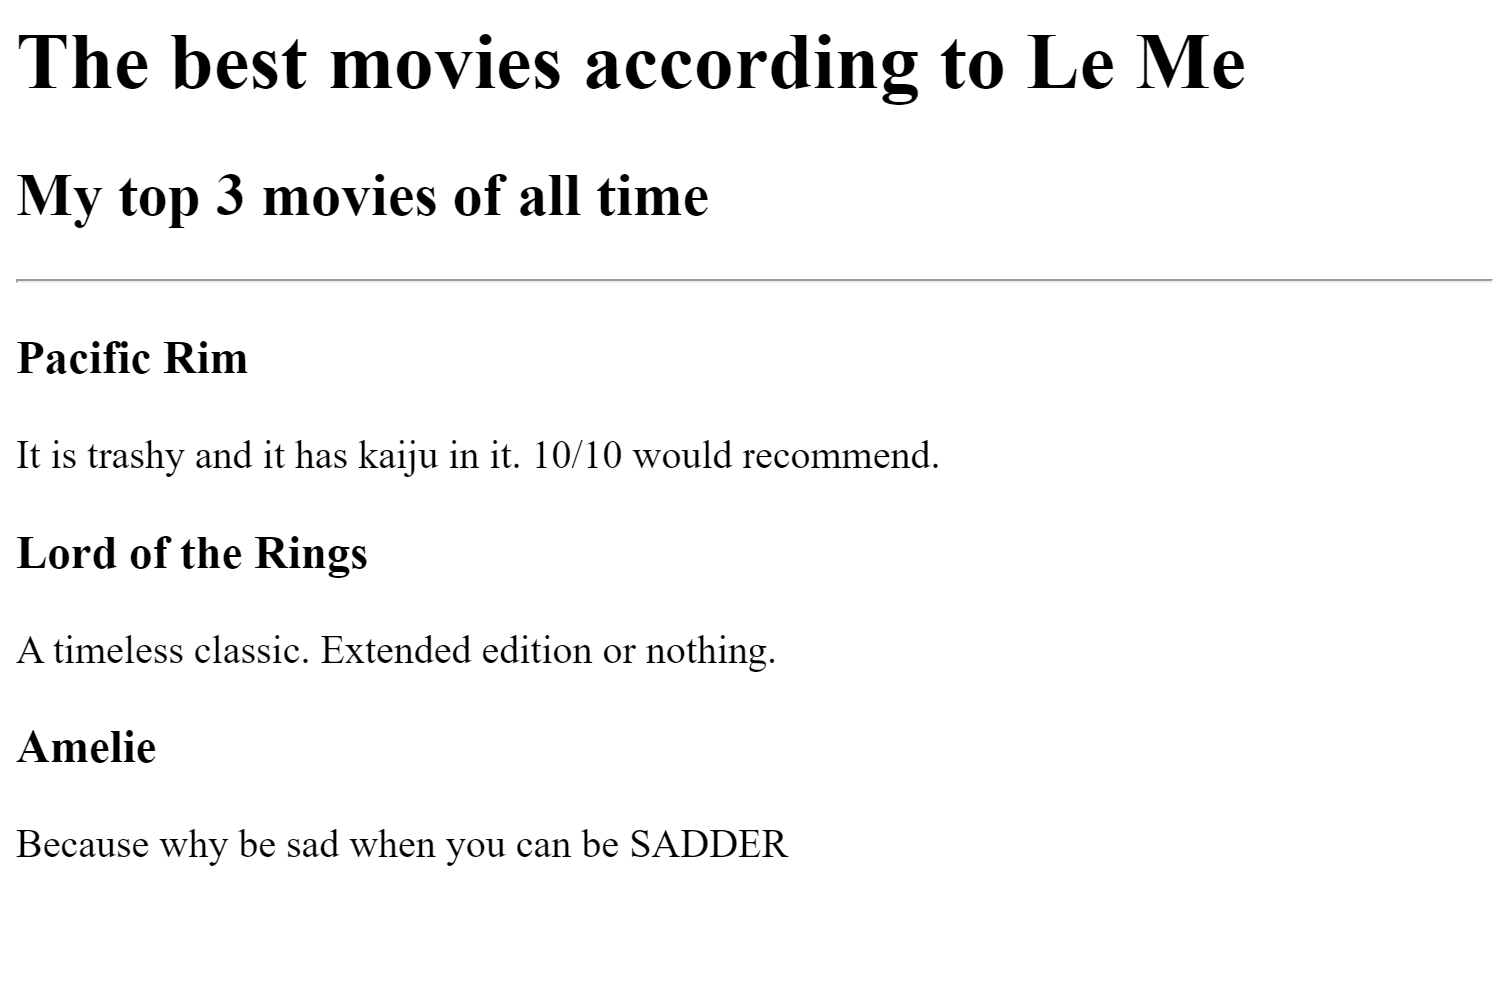 The best movies according to Le Me
My top 3 movies of all time
Pacific Rim
It is trashy and it has kaiju in it. 10/10 would recommend.
Lord of the Rings
A timeless classic. Extended edition or nothing.
Amelie
Because why be sad when you can be SADDER